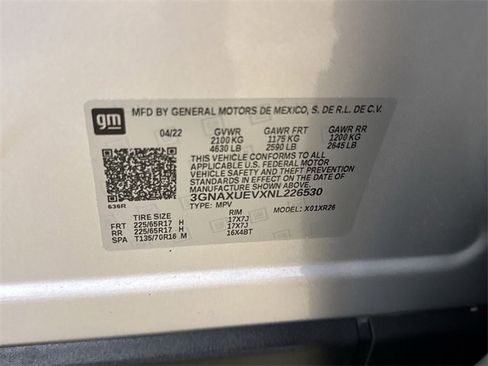 gm
MFD BY GENERAL MOTORS DE MEXICO, S. DE R.L. DE C.V.
04/22 GVWR GAWR FRT GAWR RR
2100 KG 1175 KG 1200 KG
4630 LB 2590 LB 2645 LB
THIS VEHICLE CONFORMS TO ALL
APPLICABLE U.S. FEDERAL MOTOR
VEHICLE SAFETY AND THEFT
PREVENTION STANDARDS IN EFFECT ON
THE DATE OF MANUFACTURE SHOWN ABOVE.
3GNAXUEVXNL226530
636R TYPE: MPV MODEL: X01XR26
TIRE SIZE RIM
FRT 225/65R17 H 17X7J
RR 225/65R17 H 17X7J
SPA T135/70R16 M 16X4BT